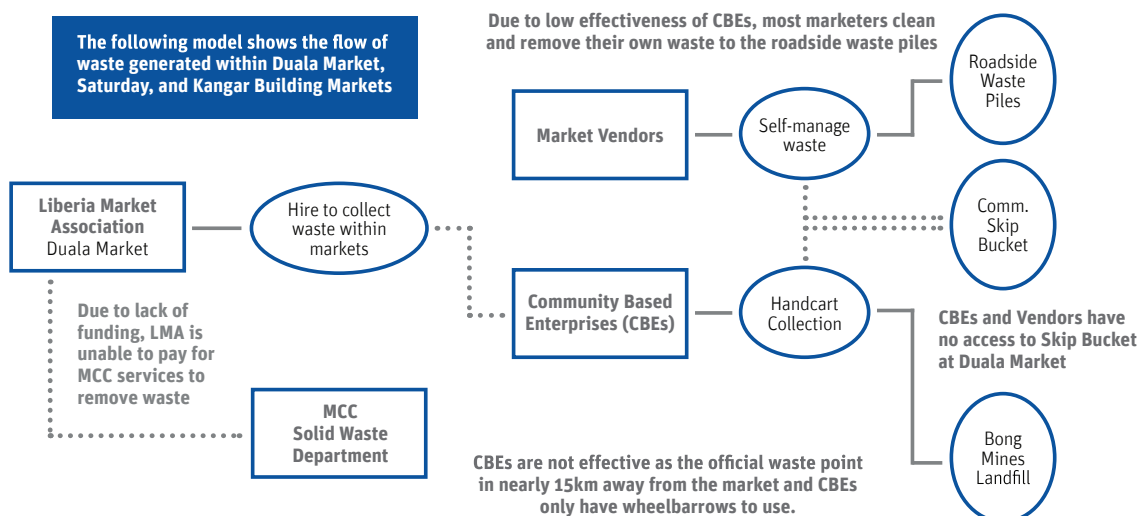 The following model shows the flow of
waste generated within Duala Market,
Saturday, and Kangar Building Markets
Due to low effectiveness of CBEs, most marketers clean
and remove their own waste to the roadside waste piles
Market Vendors
Self-manage
waste
Roadside
Waste
Piles
Liberia Market
Association
Duala Market
Hire to collect
waste within
markets
Comm.
Skip
Bucket
Community Based
Enterprises (CBEs)
Handcart
Collection
Due to lack of
funding, LMA is
unable to pay for
MCC services to
remove waste
CBEs and Vendors have
no access to Skip Bucket
at Duala Market
MCC
Solid Waste
Department
Bong
Mines
Landfill
CBEs are not effective as the official waste point
in nearly 15km away from the market and CBEs
only have wheelbarrows to use.